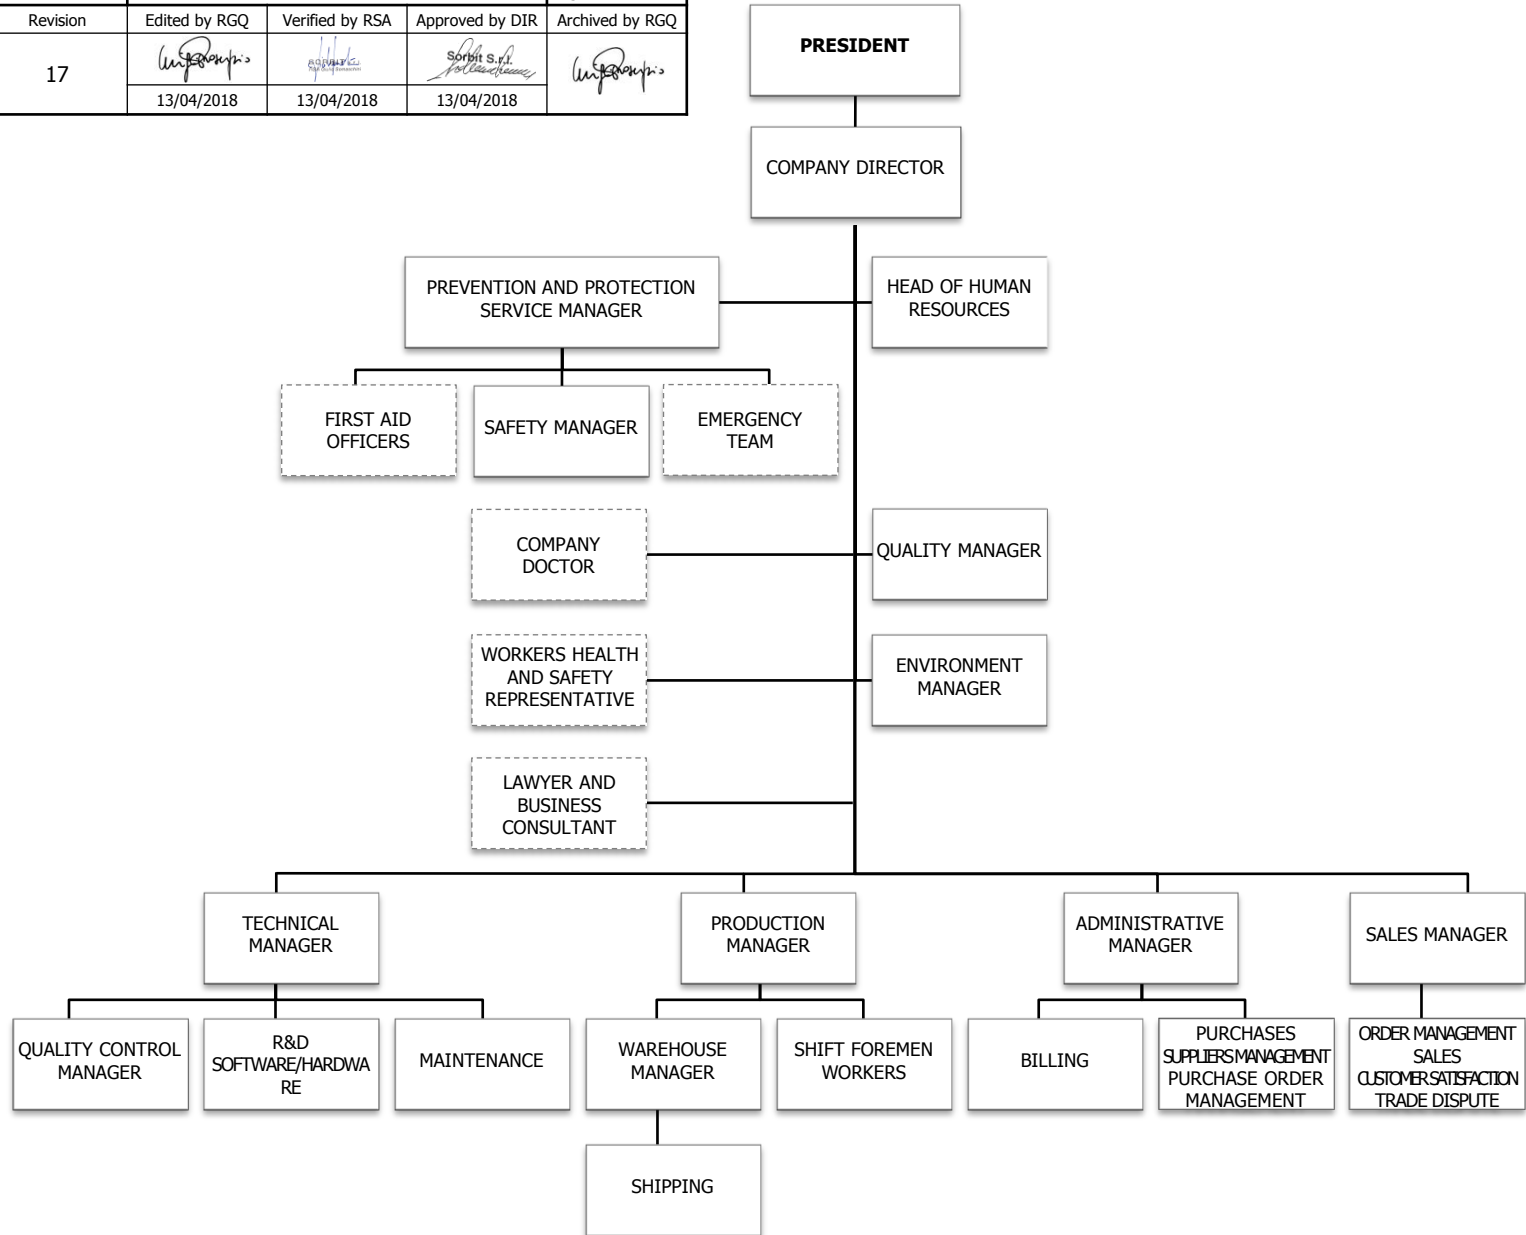 Revision
Edited by RGQ
Verified by RSA
Approved by DIR
Archived by RGQ
17
Sorbit S.r.l.
13/04/2018
13/04/2018
13/04/2018
PRESIDENT
COMPANY DIRECTOR
PREVENTION AND PROTECTION
SERVICE MANAGER
HEAD OF HUMAN
RESOURCES
FIRST AID
OFFICERS
SAFETY MANAGER
EMERGENCY
TEAM
COMPANY
DOCTOR
QUALITY MANAGER
WORKERS HEALTH
AND SAFETY
REPRESENTATIVE
ENVIRONMENT
MANAGER
LAWYER AND
BUSINESS
CONSULTANT
TECHNICAL
MANAGER
PRODUCTION
MANAGER
ADMINISTRATIVE
MANAGER
SALES MANAGER
QUALITY CONTROL
MANAGER
R&D
SOFTWARE/HARDWA
RE
MAINTENANCE
WAREHOUSE
MANAGER
SHIFT FOREMEN
WORKERS
BILLING
PURCHASES
SUPPLIERS MANAGEMENT
PURCHASE ORDER
MANAGEMENT
ORDER MANAGEMENT
SALES
CUSTOMER SATISFACTION
TRADE DISPUTE
SHIPPING